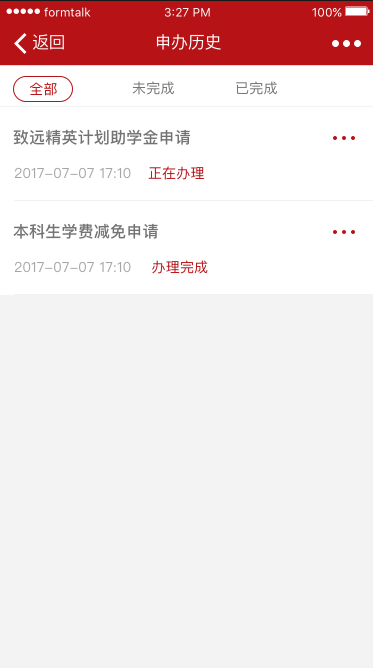 formtalk 3:27 PM 100%
返回 申办历史
全部 未完成 已完成
致远精英计划助学金申请
2017-07-07 17:10 正在办理
本科生学费减免申请
2017-07-07 17:10 办理完成